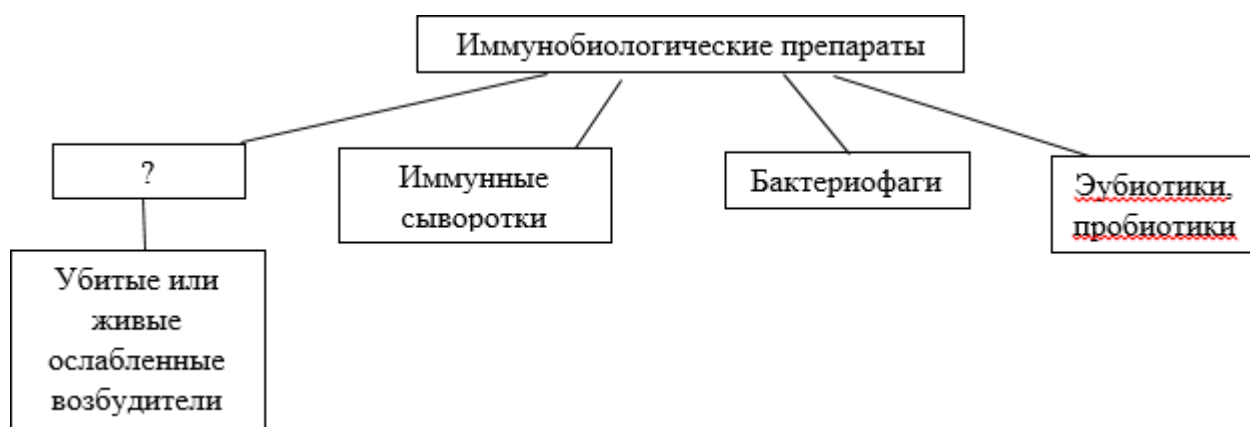 Иммунобиологические препараты
?
Иммунные
сыворотки
Бактериофаги
Эубиотики,
пробиотики
Убитые или
живые
ослабленные
возбудители